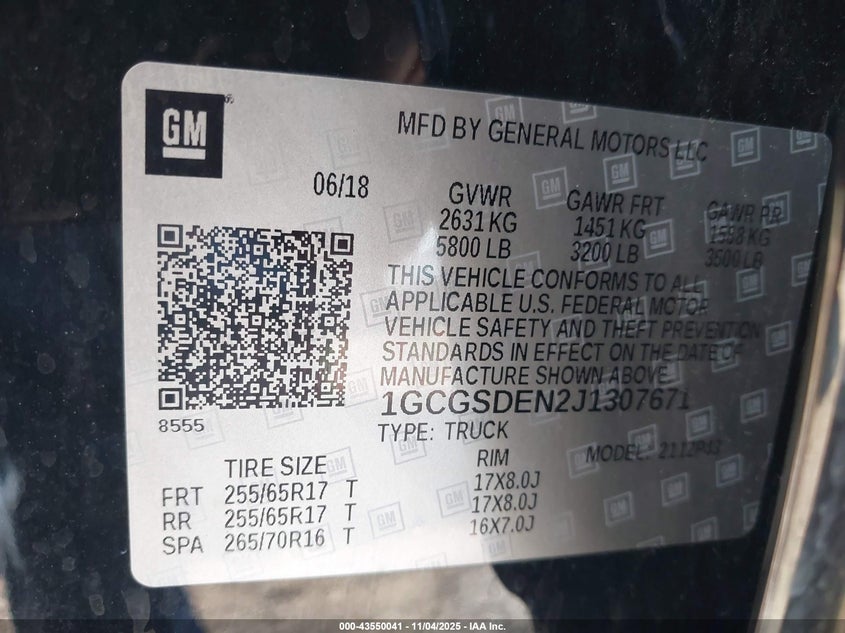 GM
MFD BY GENERAL MOTORS LLC
06/18
GVWR GAWR FRT GAWR RR
2631 KG 1451 KG 1588 KG
5800 LB 3200 LB 3500 LB
THIS VEHICLE CONFORMS TO ALL
APPLICABLE U.S. FEDERAL MOTOR
VEHICLE SAFETY AND THEFT PREVENTION
STANDARDS IN EFFECT ON THE DATE OF
MANUFACTURE SHOWN ABOVE.
1GCGSDEN2J1307671
8555
TYPE: TRUCK MODEL:
TIRE SIZE RIM
FRT 255/65R17 T 17X8.0J
RR 255/65R17 T 17X8.0J
SPA 265/70R16 T 16X7.0J
000-43550041 - 11/04/2025 - IAA Inc.